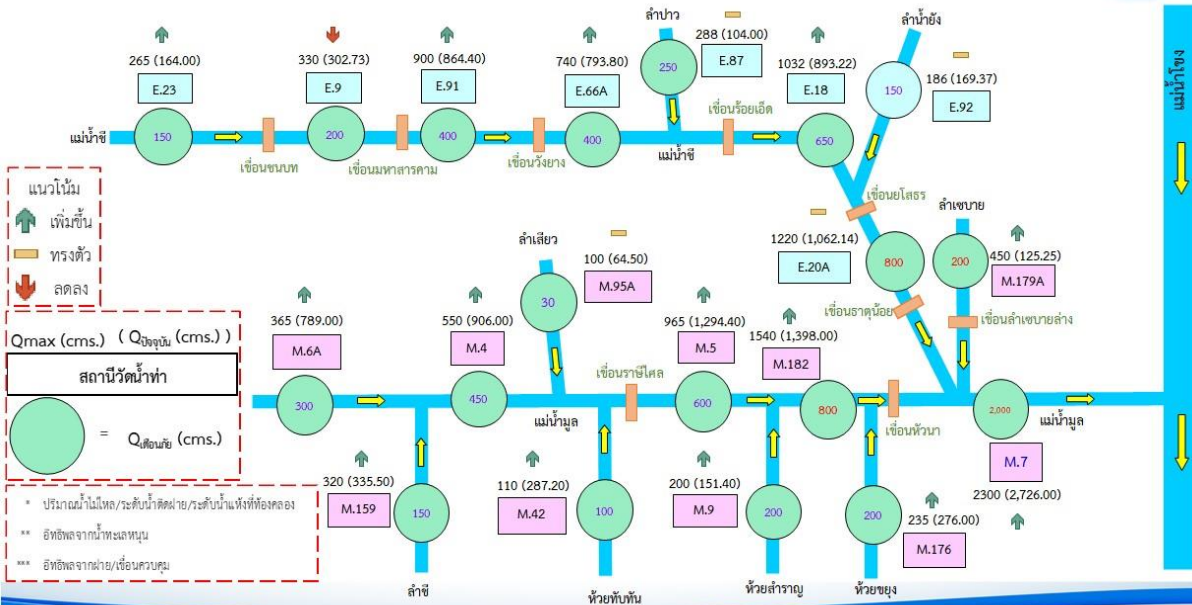 ลำปาว
ลำน้ำยัง
แม่น้ำโขง
265 (164.00)
330 (302.73)
900 (864.40)
740 (793.80)
288 (104.00)
1032 (893.22)
186 (169.37)
E.23
E.9
E.91
E.66A
E.87
E.18
E.92
250
150
แม่น้ำชี
150
200
400
400
650
เขื่อนชนบท
เขื่อนมหาสารคาม
เขื่อนวังยาง
แม่น้ำชี
เขื่อนร้อยเอ็ด
แนวโน้ม
เพิ่มขึ้น
ทรงตัว
ลดลง
เขื่อนยโสธร
ลำเซบาย
ลำเสียว
1220 (1,062.14)
E.20A
800
200
450 (125.25)
M.179A
100 (64.50)
M.95A
30
เขื่อนธาตุน้อย
เขื่อนลำเซบายล่าง
365 (789.00)
550 (906.00)
965 (1,294.40)
1540 (1,398.00)
M.6A
M.4
M.5
M.182
เขื่อนราษีไศล
300
450
600
800
2,000
แม่น้ำมูล
เขื่อนหัวนา
แม่น้ำมูล
Qmax (cms.) ( Qปัจจุบัน (cms.) )
สถานีวัดน้ำท่า
= Qเตือนภัย (cms.)
M.7
2300 (2,726.00)
320 (335.50)
110 (287.20)
200 (151.40)
235 (276.00)
M.159
M.42
M.9
M.176
150
100
200
200
ลำชี
ห้วยทับทัน
ห้วยสำราญ
ห้วยขยุง
* ปริมาณน้ำไม่ไหล/ระดับน้ำติดฝาย/ระดับน้ำแห้งที่ท้องคลอง
** อิทธิพลจากน้ำทะเลหนุน
*** อิทธิพลจากฝาย/เขื่อนควบคุม